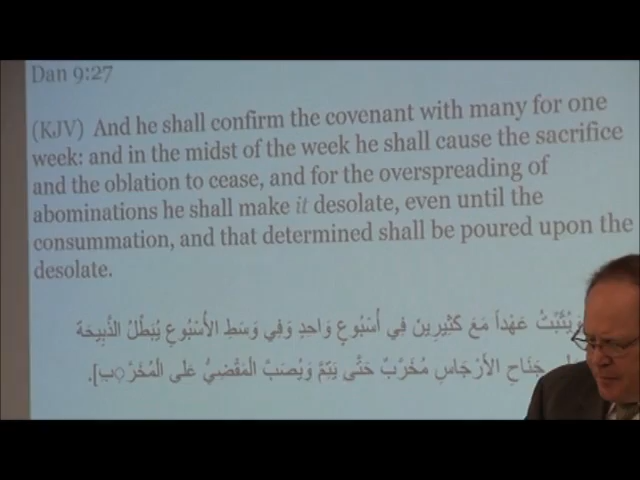 Dan 9:27
(KJV) And he shall confirm the covenant with many for one
week: and in the midst of the week he shall cause the sacrifice
and the oblation to cease, and for the overspreading of
abominations he shall make it desolate, even until the
consummation, and that determined shall be poured upon the
desolate.
وَيُثَبِّتُ عَهْداً مَعَ كَثِيرِينَ فِي أُسْبُوعٍ وَاحِدٍ وَفِي وَسَطِ الأُسْبُوعِ يُبَطِّلُ الذَّبِيحَةَ
جَنَاحِ الأَرْجَاسِ مُخَرَّبٌ حَتَّى يَتِمَّ وَيُصَبَّ الْمَقْضِيُّ عَلَى الْمُخَرَّبِ].